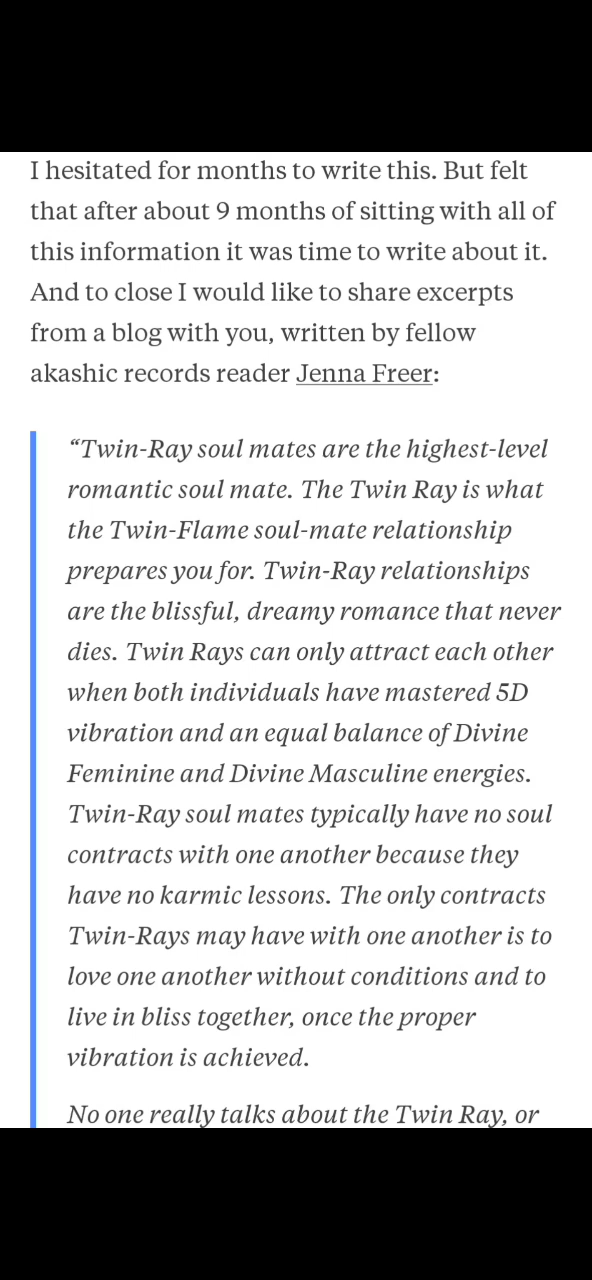 I hesitated for months to write this. But felt
that after about 9 months of sitting with all of
this information it was time to write about it.
And to close I would like to share excerpts
from a blog with you, written by fellow
akashic records reader Jenna Freer:
“Twin-Ray soul mates are the highest-level
romantic soul mate. The Twin Ray is what
the Twin-Flame soul-mate relationship
prepares you for. Twin-Ray relationships
are the blissful, dreamy romance that never
dies. Twin Rays can only attract each other
when both individuals have mastered 5D
vibration and an equal balance of Divine
Feminine and Divine Masculine energies.
Twin-Ray soul mates typically have no soul
contracts with one another because they
have no karmic lessons. The only contracts
Twin-Rays may have with one another is to
love one another without conditions and to
live in bliss together, once the proper
vibration is achieved.
No one really talks about the Twin Ray, or